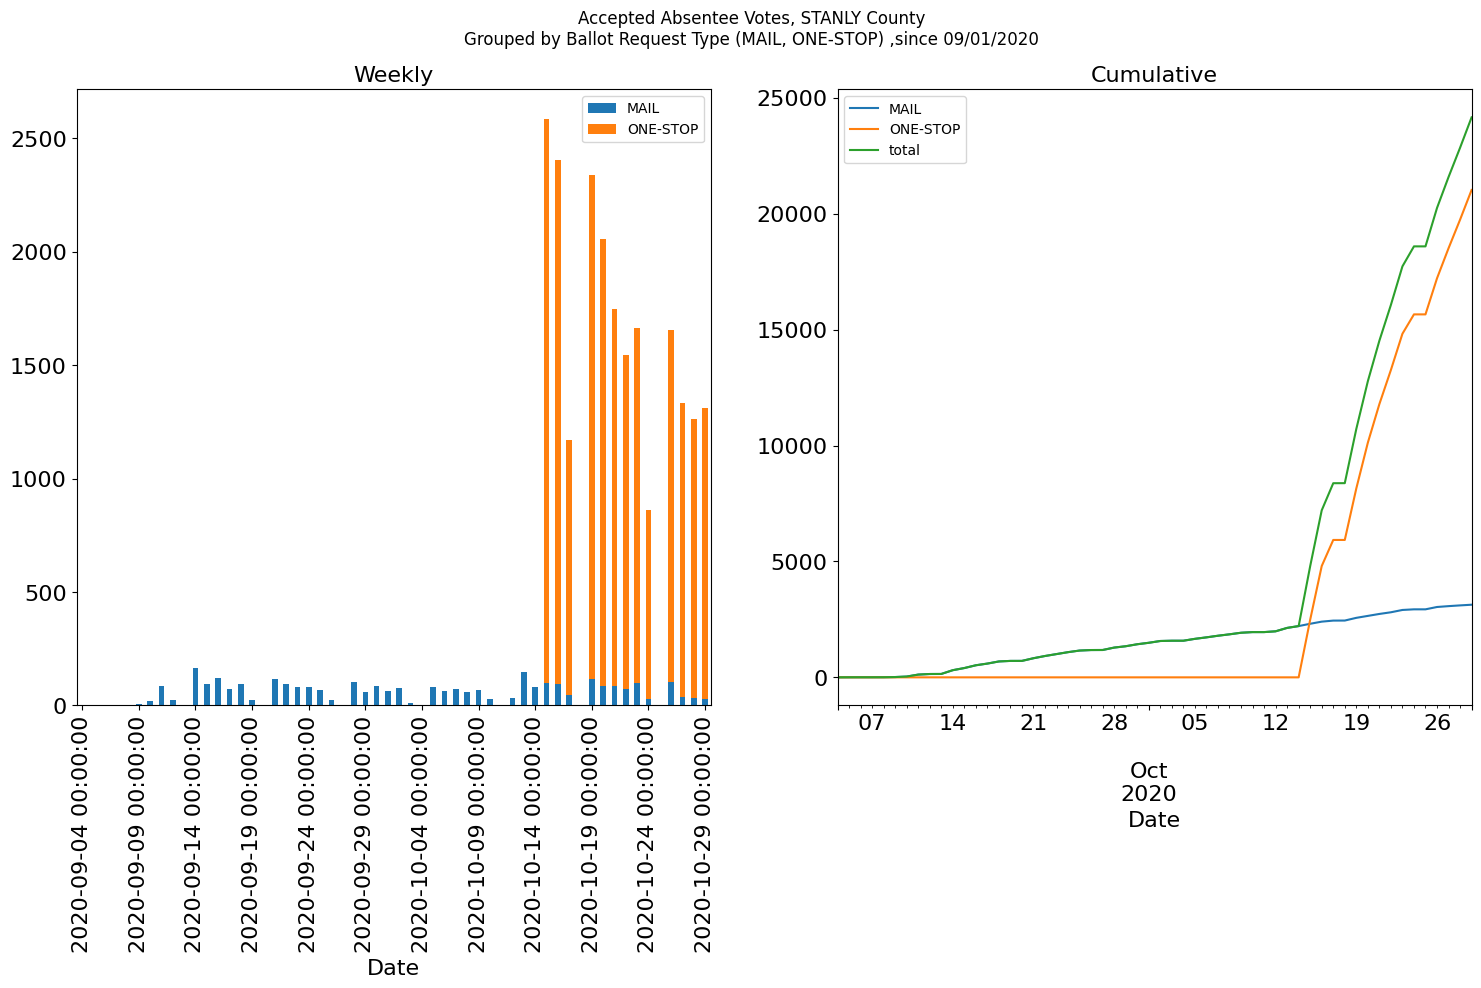 Accepted Absentee Votes, STANLY County
Grouped by Ballot Request Type (MAIL, ONE-STOP) ,since 09/01/2020
Weekly
MAIL
ONE-STOP
2500
2000
1500
1000
500
0
2020-09-04 00:00:00
2020-09-09 00:00:00
2020-09-14 00:00:00
2020-09-19 00:00:00
2020-09-24 00:00:00
2020-09-29 00:00:00
2020-10-04 00:00:00
2020-10-09 00:00:00
2020-10-14 00:00:00
2020-10-19 00:00:00
2020-10-24 00:00:00
2020-10-29 00:00:00
Date
Cumulative
MAIL
ONE-STOP
total
25000
20000
15000
10000
5000
0
07 14 21 28 05 12 19 26
Oct
2020
Date